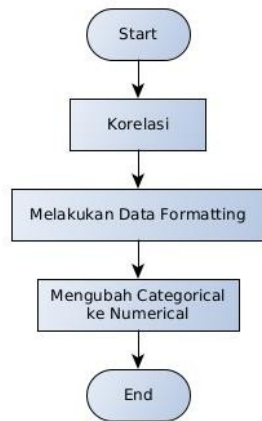 Start
Korelasi
Melakukan Data Formatting
Mengubah Categorical
ke Numerical
End